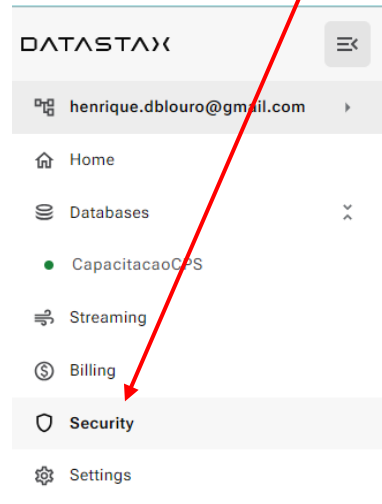 DATASTAX
henrique.dblouro@gmail.com
Home
Databases
CapacitacaoCPS
Streaming
Billing
Security
Settings